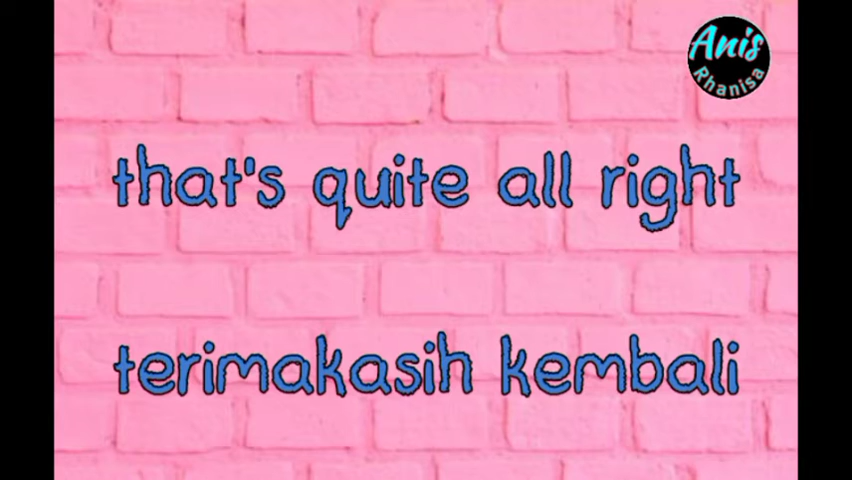 Anis
Rhanisa
that's quite all right
terimakasih kembali